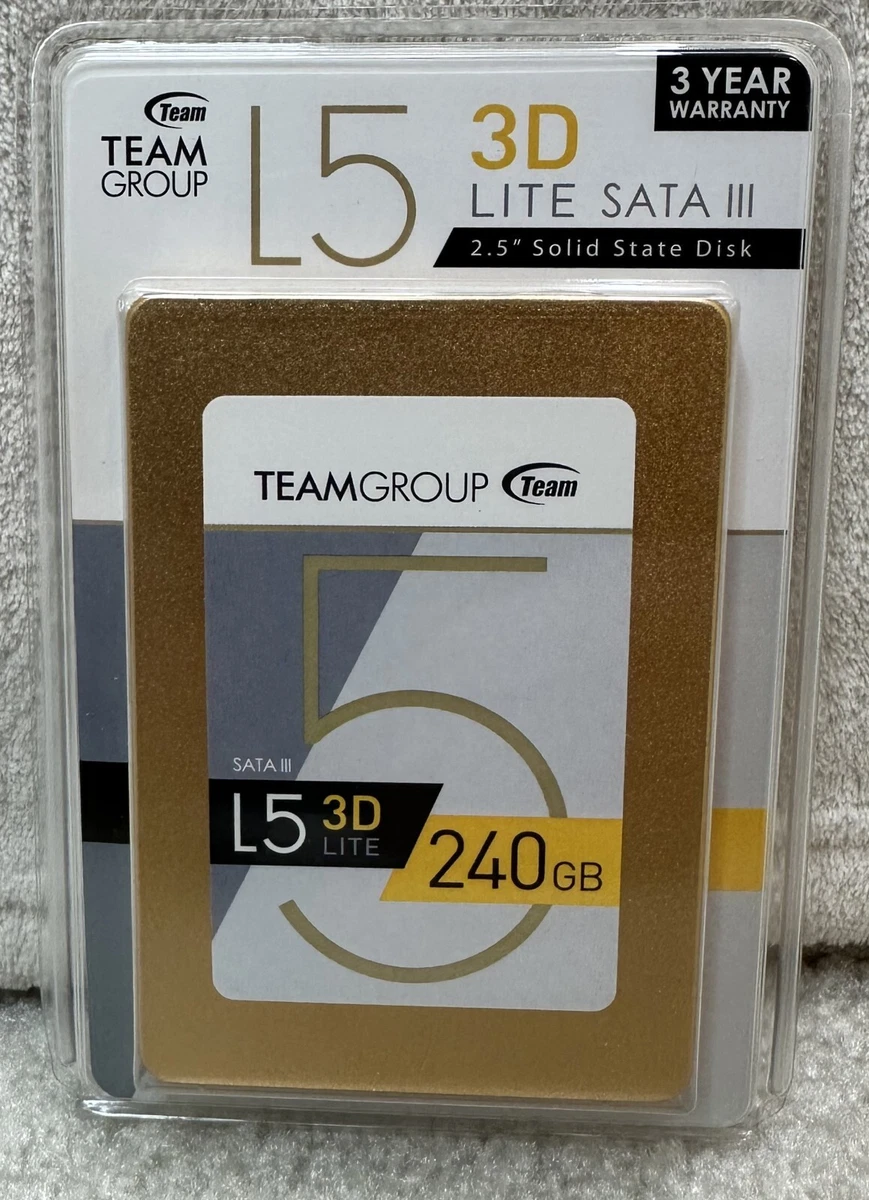 Team
TEAM
GROUP
L5
3D
LITE SATA III
2.5" Solid State Disk
3 YEAR
WARRANTY
TEAMGROUP Team
5
SATA III
L5 3D
LITE
240GB